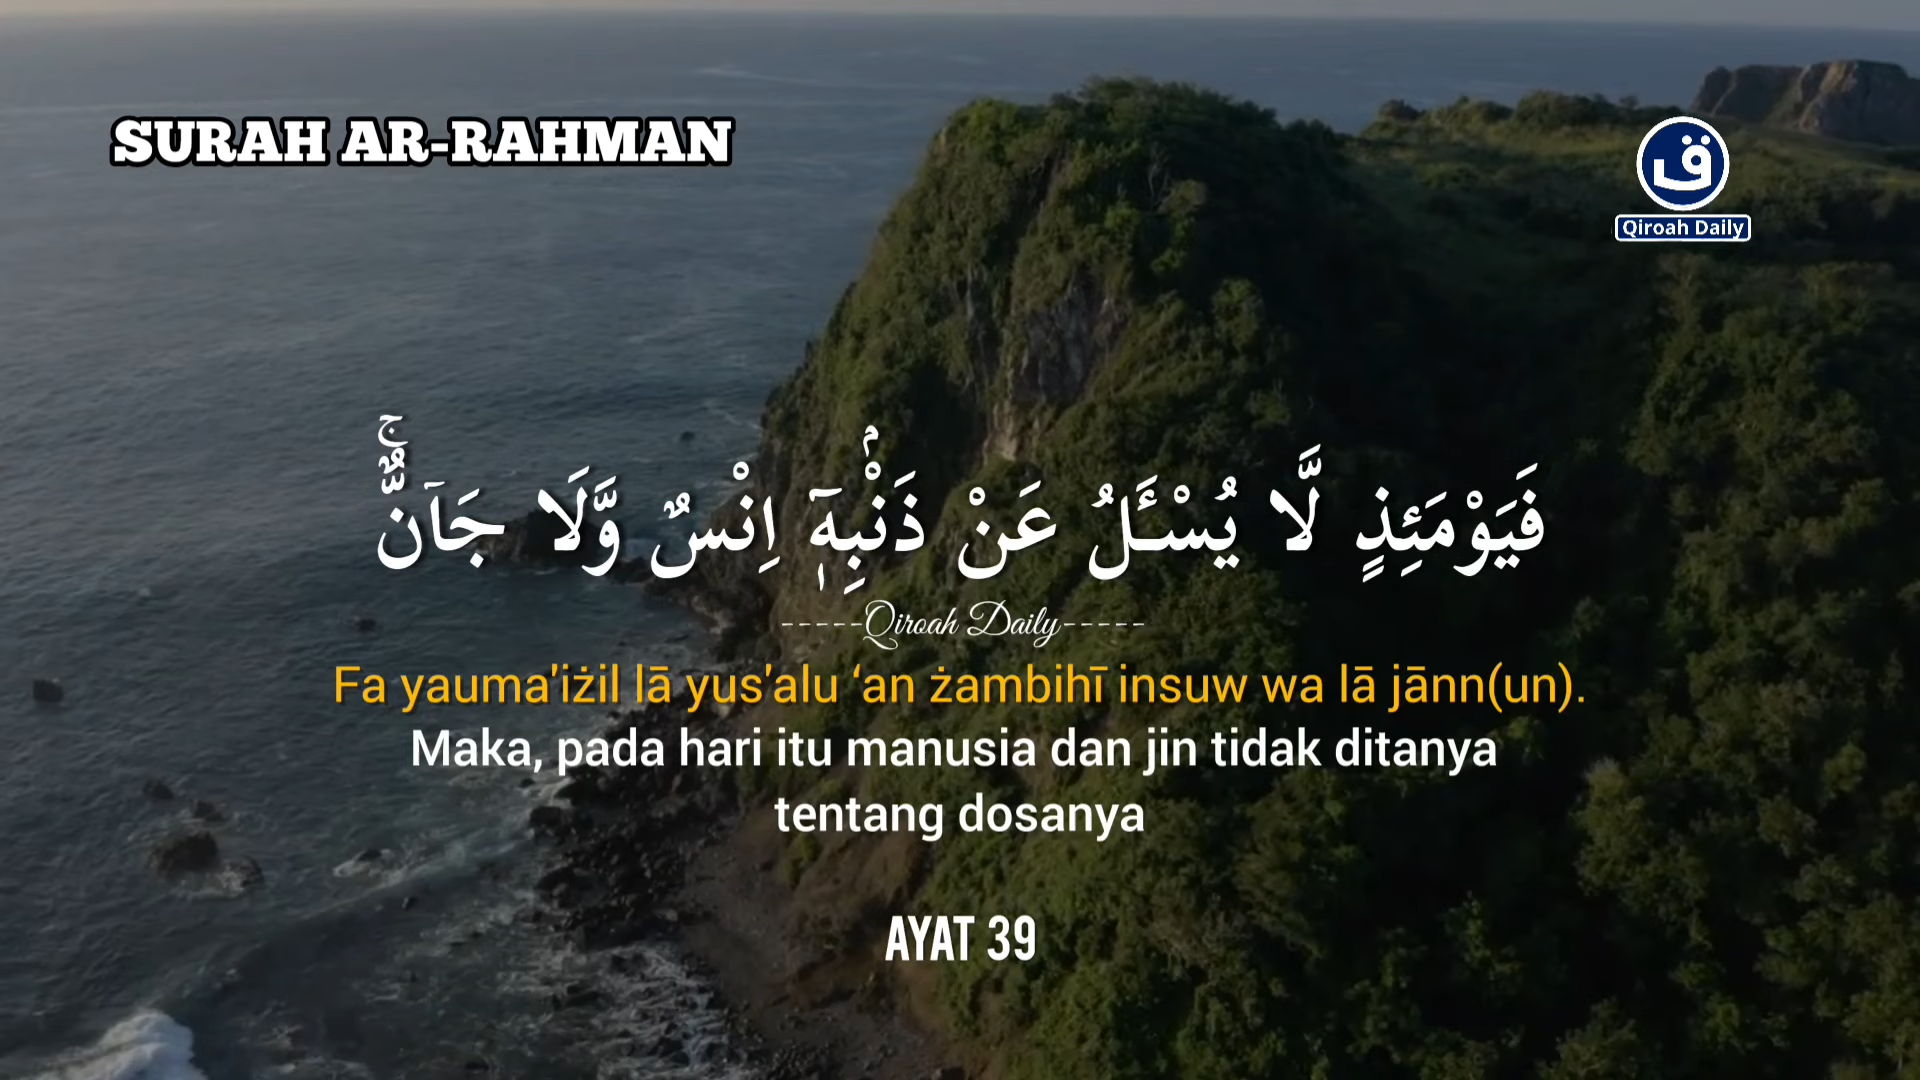 SURAH AR-RAHMAN
ق
Qiroah Daily
فَيَوْمَئِذٍ لَّا يُسْـَٔلُ عَنْ ذَنْۢبِهٖٓ اِنْسٌ وَّلَا جَاۤنٌّۚ
-----Qiroah Daily-----
Fa yauma'iżil lā yus'alu ‘an żambihī insuw wa lā jānn(un).
Maka, pada hari itu manusia dan jin tidak ditanya
tentang dosanya
AYAT 39